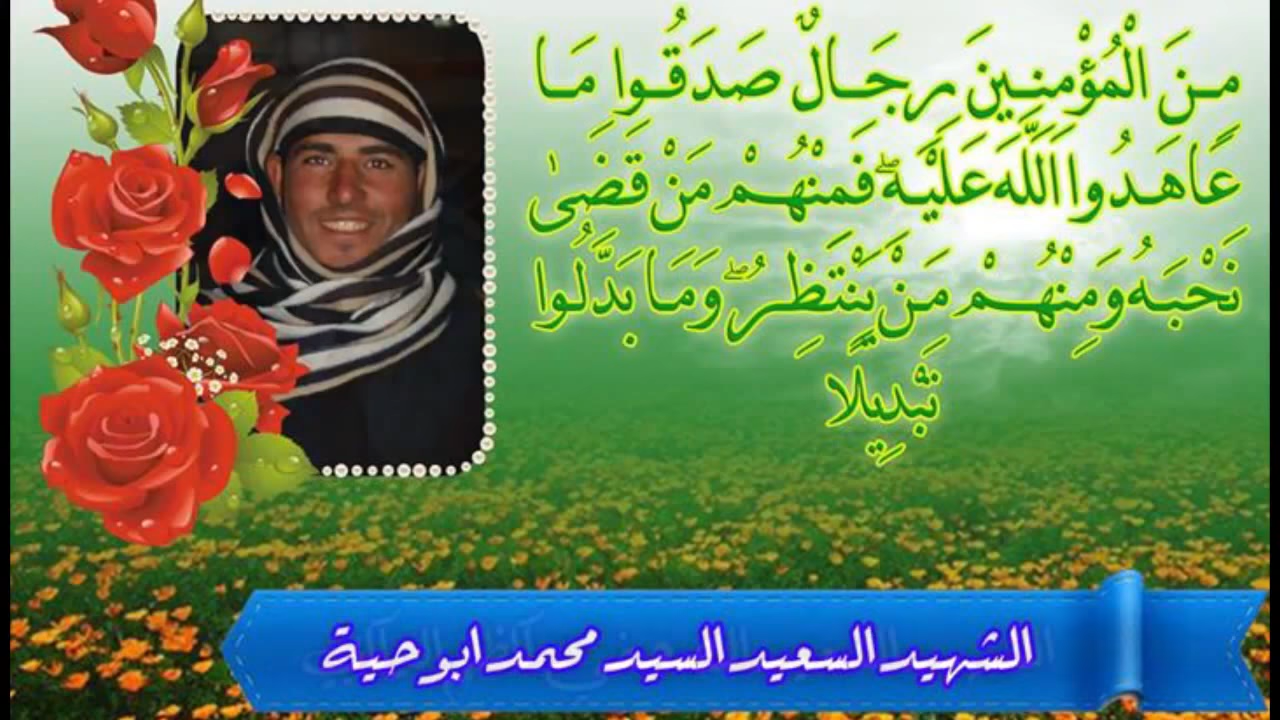 مِنَ الْمُؤْمِنِينَ رِجَالٌ صَدَقُوا مَا
عَاهَدُوا اللَّهَ عَلَيْهِ ۖ فَمِنْهُمْ مَنْ قَضَىٰ
نَحْبَهُ وَمِنْهُمْ مَنْ يَنْتَظِرُ ۖ وَمَا بَدَّلُوا
تَبْدِيلًا
الشهيد السعيد السيد محمد ابو حية